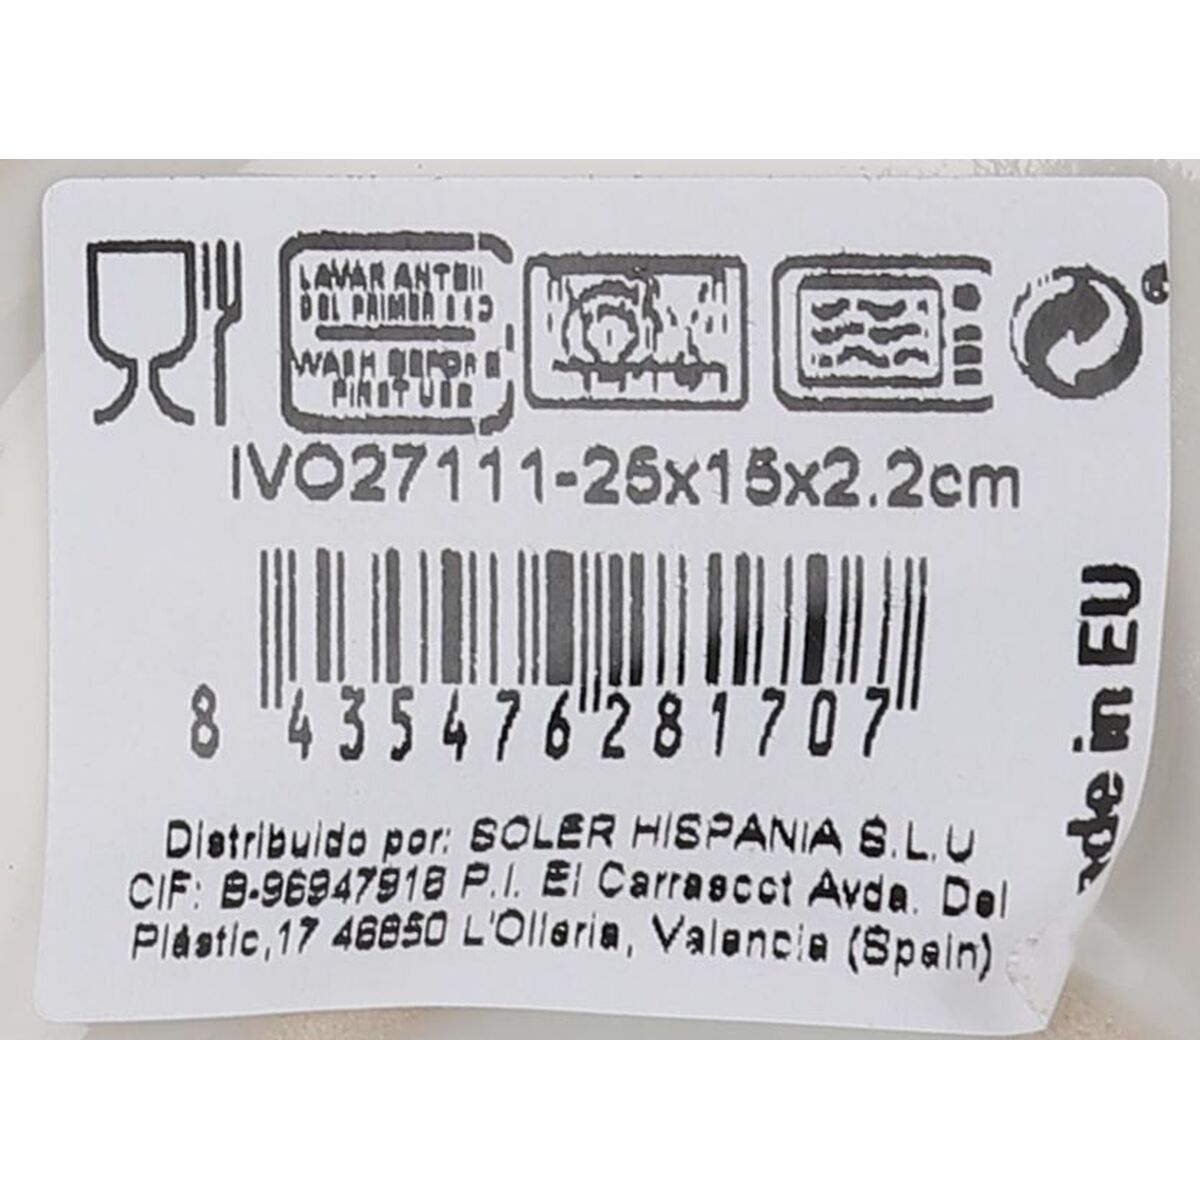 LAVAR ANTES
DEL PRIMER USO
WASH BEFORE
FIRST USE
IVO27111-25x15x2.2cm
8 435476 281707
Distribuido por: SOLER HISPANIA S.L.U
CIF: B-96947918 P.I. El Carrascot Avda. Del
Plástic,17 46850 L'Olleria, Valencia (Spain)
ade in EU